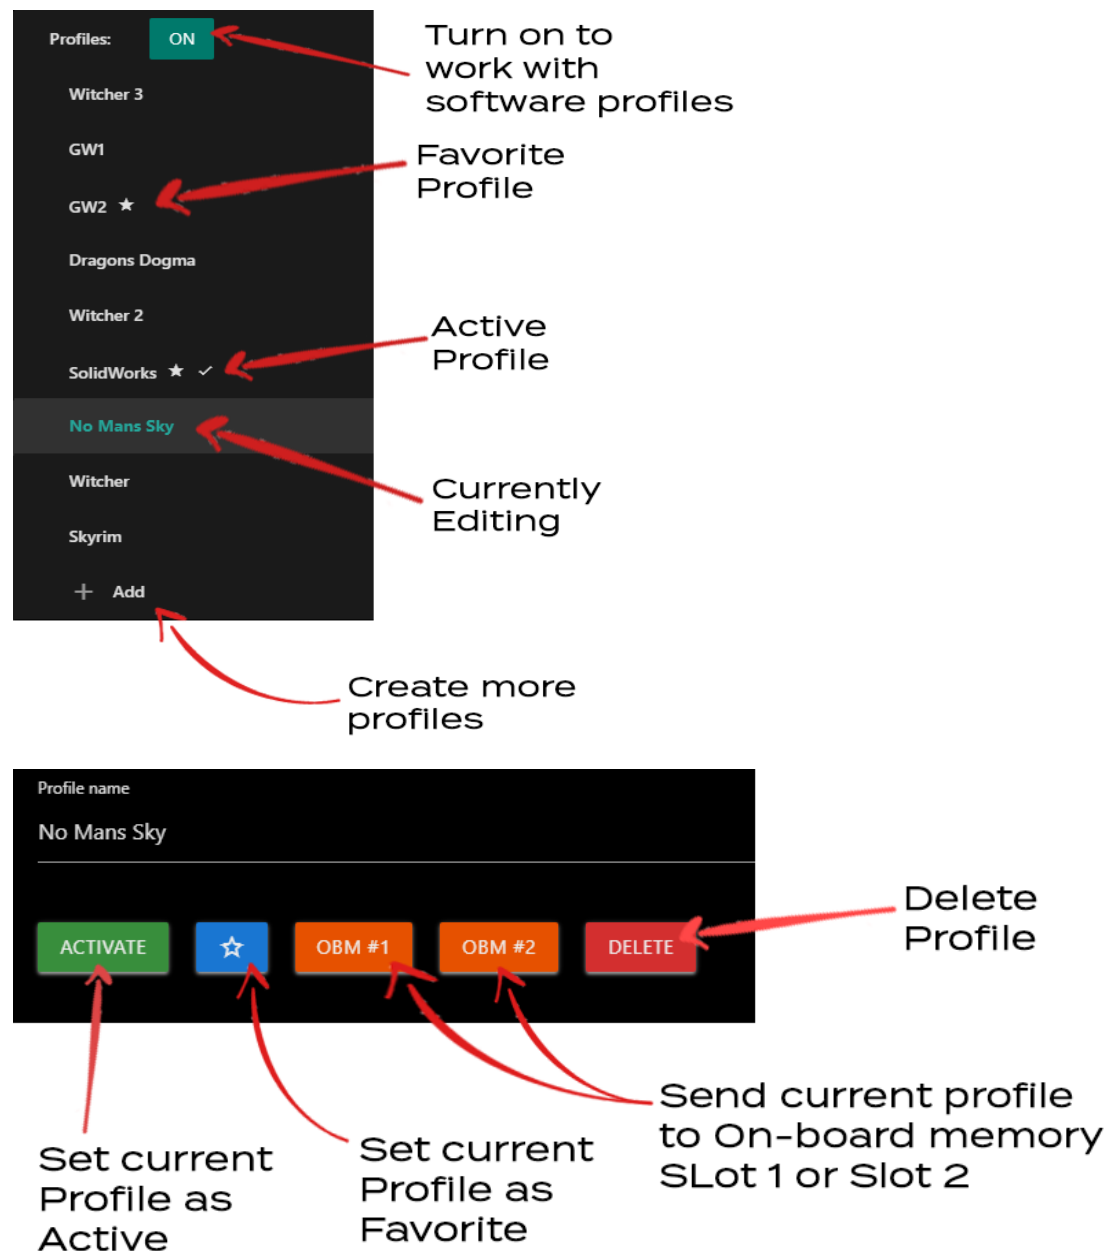 Profiles: ON
Turn on to
work with
software profiles
Witcher 3
GW1
Favorite
Profile
GW2
Dragons Dogma
Witcher 2
Active
Profile
SolidWorks
No Mans Sky
Currently
Editing
Witcher
Skyrim
+ Add
Create more
profiles
Profile name
No Mans Sky
ACTIVATE OBM #1 OBM #2 DELETE
Delete
Profile
Set current
Profile as
Active
Set current
Profile as
Favorite
Send current profile
to On-board memory
SLot 1 or Slot 2